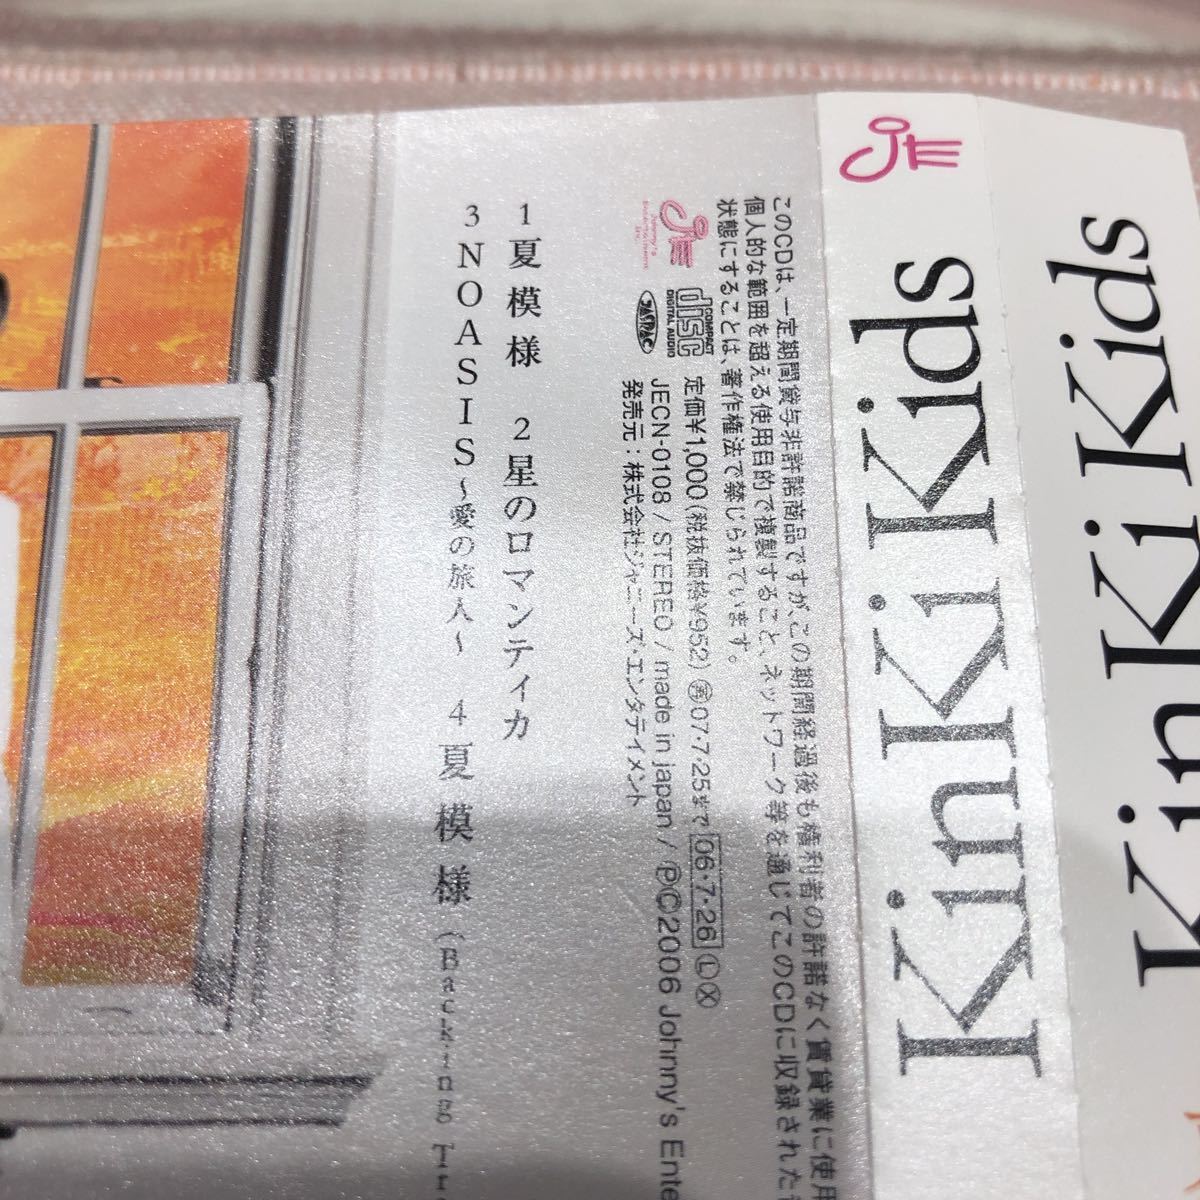 KinKi Kids
KinKi Kids
このCDは、一定期間貸与非許諾商品ですが、この期間経過後も権利者の許諾なく賃貸業に使用
個人的な範囲を超える使用目的で複製すること、ネットワーク等を通じてこのCDに収録された
状態にすることは、著作権法で禁じられています。
Johnny's
Entertainment
Inc.
COMPACT
disc
DIGITAL AUDIO
JASRAC
定価¥1,000(税抜価格¥952) 07・7・25まで 06・7・26 Ⓛ Ⓧ
JECN-0108 / STEREO / made in japan / ⓅⒸ2006 Johnny's Ente
発売元：株式会社ジャニーズ・エンタテイメント
1 夏模様 2 星のロマンティカ
3 NOASIS～愛の旅人～ 4 夏模様